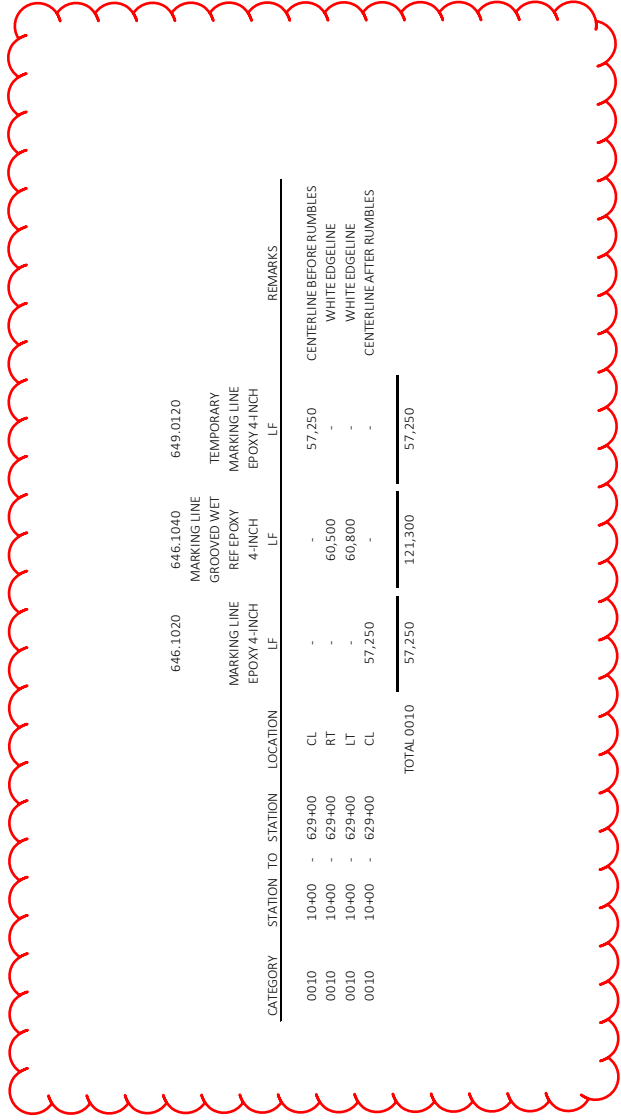 646.1020 646.1040 649.0120
MARKING LINE
GROOVED WET TEMPORARY
MARKING LINE REF EPOXY MARKING LINE
EPOXY 4-INCH 4-INCH EPOXY 4-INCH
CATEGORY STATION TO STATION LOCATION LF LF LF REMARKS
0010 10+00 - 629+00 CL - - 57,250 CENTERLINE BEFORE RUMBLES
0010 10+00 - 629+00 RT - 60,500 - WHITE EDGELINE
0010 10+00 - 629+00 LT - 60,800 - WHITE EDGELINE
0010 10+00 - 629+00 CL 57,250 - - CENTERLINE AFTER RUMBLES
TOTAL 0010 57,250 121,300 57,250